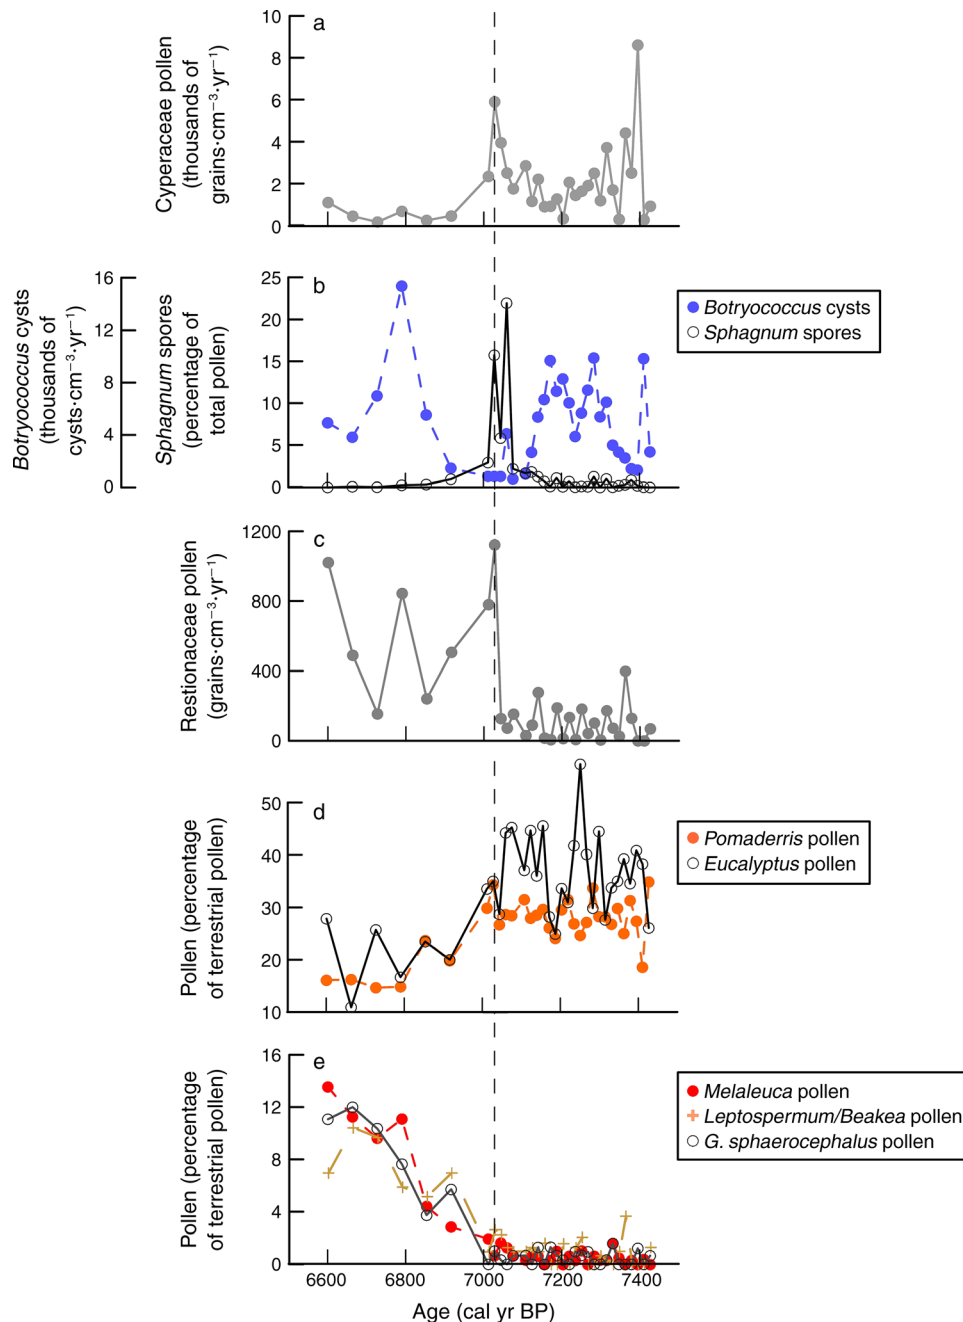 a
Cyperaceae pollen
(thousands of
grains·cm⁻³·yr⁻¹)
10
8
6
4
2
0
b
Botryococcus cysts
(thousands of
cysts·cm⁻³·yr⁻¹)
16
12
8
4
0
Sphagnum spores
(percentage of
total pollen)
25
20
15
10
5
0
Botryococcus cysts
Sphagnum spores
c
Restionaceae pollen
(grains·cm⁻³·yr⁻¹)
1200
800
400
0
d
Pollen (percentage
of terrestrial pollen)
50
40
30
20
10
Pomaderris pollen
Eucalyptus pollen
e
Pollen (percentage
of terrestrial pollen)
16
12
8
4
0
Melaleuca pollen
Leptospermum/Beakea pollen
G. sphaerocephalus pollen
6600 6800 7000 7200 7400
Age (cal yr BP)